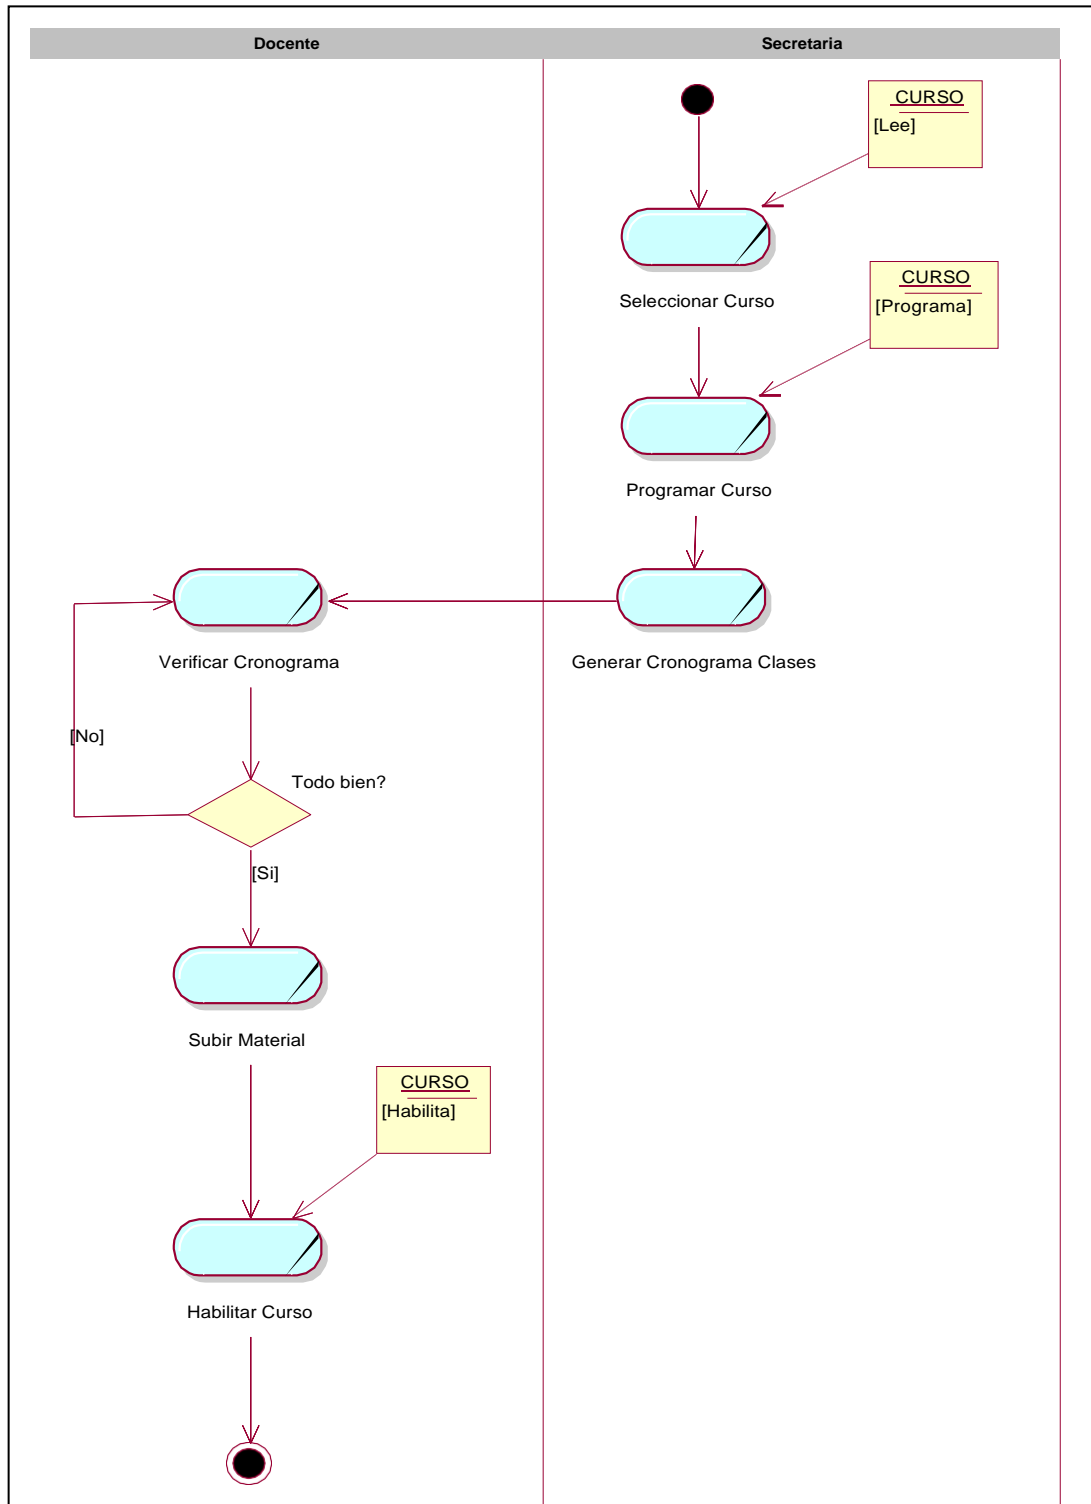 Docente
Secretaria
CURSO
[Lee]
Seleccionar Curso
CURSO
[Programa]
Programar Curso
Verificar Cronograma
Generar Cronograma Clases
[No]
Todo bien?
[Si]
Subir Material
CURSO
[Habilita]
Habilitar Curso